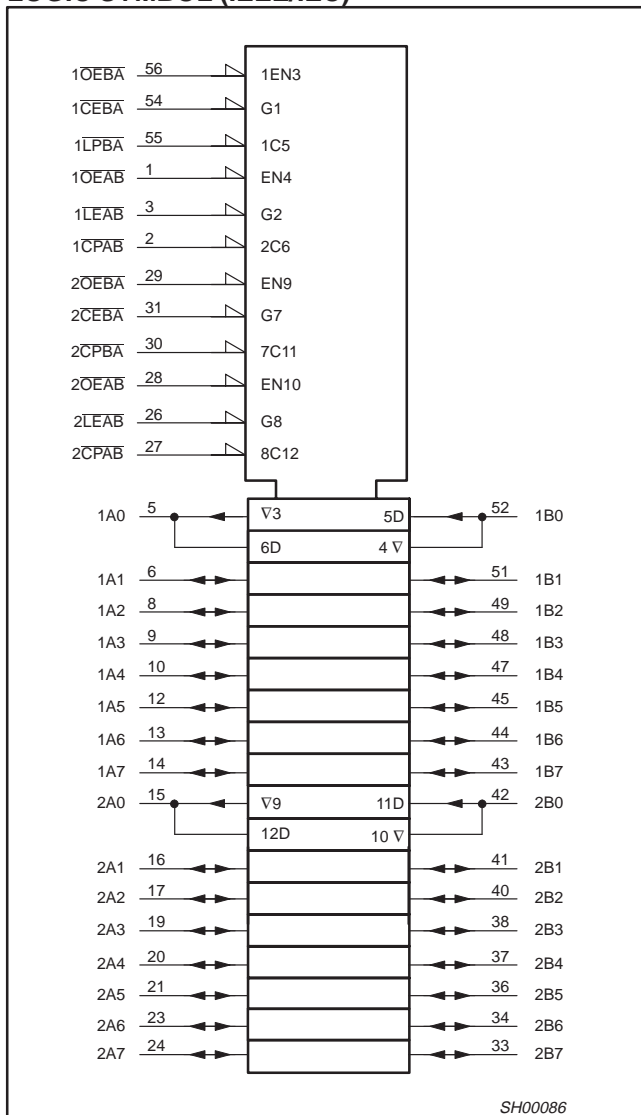 1OEBA 56 1EN3
1CEBA 54 G1
1LPBA 55 1C5
1OEAB 1 EN4
1LEAB 3 G2
1CPAB 2 2C6
2OEBA 29 EN9
2CEBA 31 G7
2CPBA 30 7C11
2OEAB 28 EN10
2LEAB 26 G8
2CPAB 27 8C12
1A0 5 ∇3 5D 52 1B0
6D 4 ∇
1A1 6 51 1B1
1A2 8 49 1B2
1A3 9 48 1B3
1A4 10 47 1B4
1A5 12 45 1B5
1A6 13 44 1B6
1A7 14 43 1B7
2A0 15 ∇9 11D 42 2B0
12D 10 ∇
2A1 16 41 2B1
2A2 17 40 2B2
2A3 19 38 2B3
2A4 20 37 2B4
2A5 21 36 2B5
2A6 23 34 2B6
2A7 24 33 2B7
SH00086